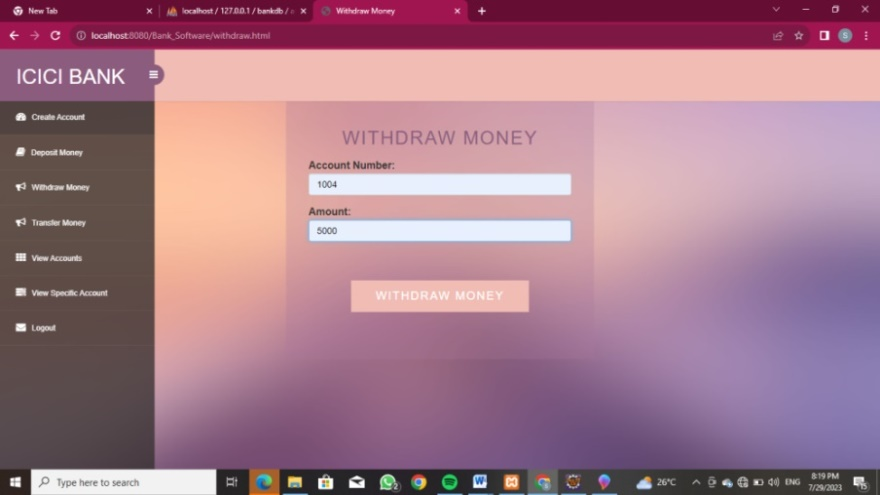 New Tab
localhost / 127.0.0.1 / bankdb /
Withdraw Money
localhost:8080/Bank_Software/withdraw.html
S
ICICI BANK
Create Account
Deposit Money
Withdraw Money
Transfer Money
View Accounts
View Specific Account
Logout
WITHDRAW MONEY
Account Number:
1004
Amount:
5000
WITHDRAW MONEY
Type here to search
2
W
26°C
ENG
8:19 PM
7/29/2023
15